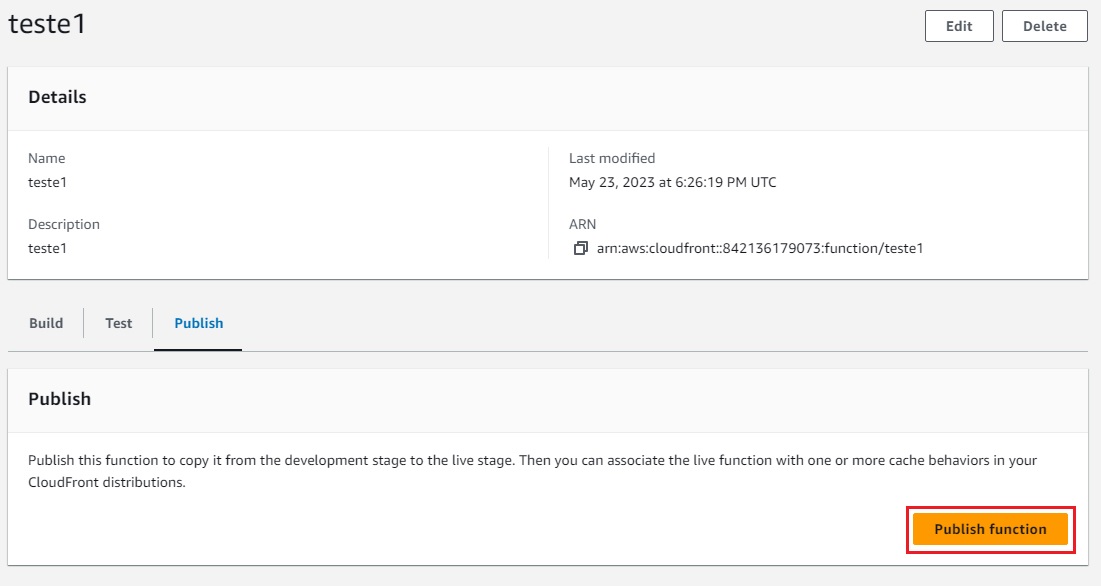 teste1
Edit
Delete
Details
Name
teste1
Last modified
May 23, 2023 at 6:26:19 PM UTC
Description
teste1
ARN
arn:aws:cloudfront::842136179073:function/teste1
Build
Test
Publish
Publish
Publish this function to copy it from the development stage to the live stage. Then you can associate the live function with one or more cache behaviors in your
CloudFront distributions.
Publish function